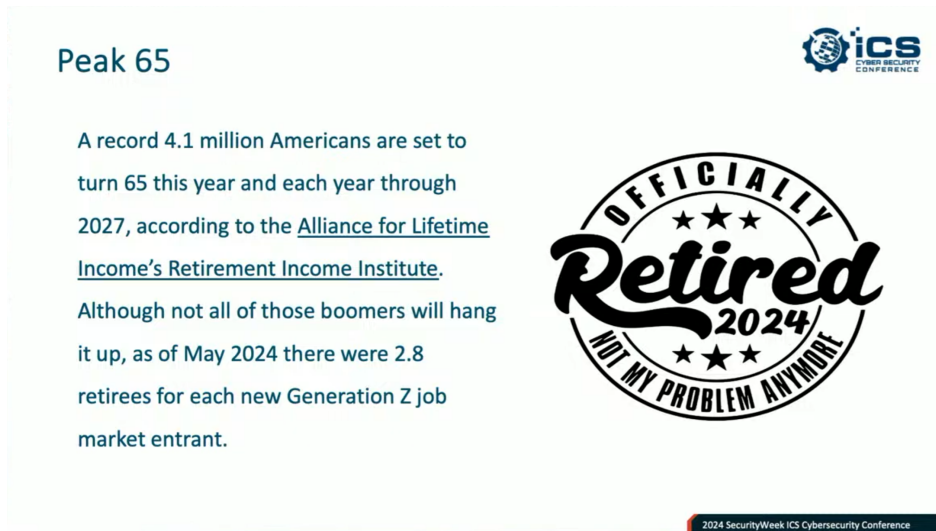 Peak 65
iCS
CYBER SECURITY
CONFERENCE
A record 4.1 million Americans are set to
turn 65 this year and each year through
2027, according to the Alliance for Lifetime
Income's Retirement Income Institute.
Although not all of those boomers will hang
it up, as of May 2024 there were 2.8
retirees for each new Generation Z job
market entrant.
OFFICIALLY
Retired
2024
NOT MY PROBLEM ANYMORE
2024 SecurityWeek ICS Cybersecurity Conference